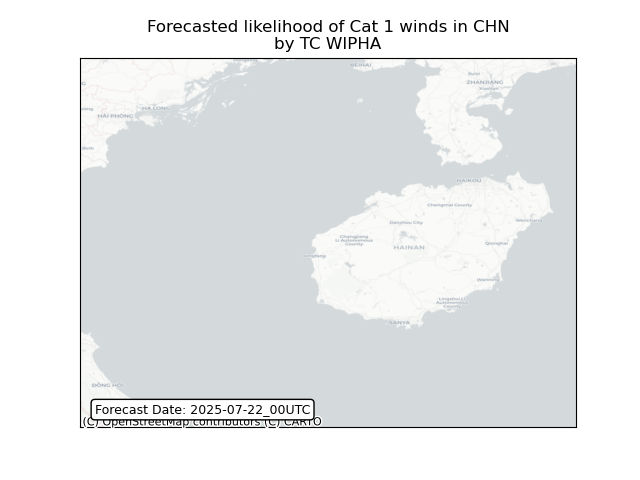 Forecasted likelihood of Cat 1 winds in CHN
by TC WIPHA
BEIHAI
ZHANJIANG
HA LONG
HẢI PHÒNG
HAIKOU
Chengmai County
Danzhou City
Wenchang
Changjiang
Li Autonomous
County
HAINAN
Qionghai
Wanning
Lingshui Li
Autonomous
County
SANYA
ĐỒNG HỚI
Forecast Date: 2025-07-22_00UTC
(C) OpenStreetMap contributors (C) CARTO